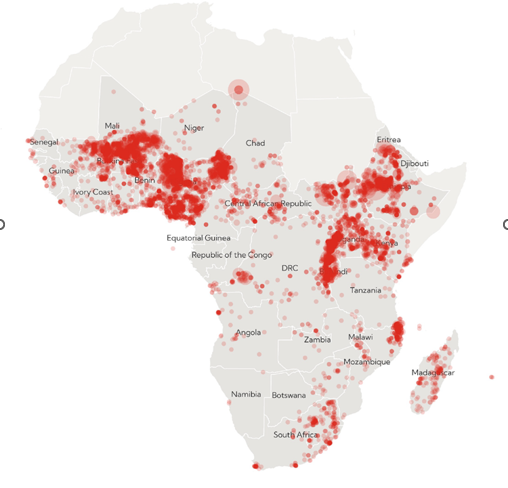 Mali
Niger
Chad
Eritrea
Senegal
Djibouti
Guinea
Benin
Ivory Coast
Central African Republic
Equatorial Guinea
Republic of the Congo
DRC
Tanzania
Angola
Zambia
Malawi
Mozambique
Madagascar
Namibia
Botswana
South Africa